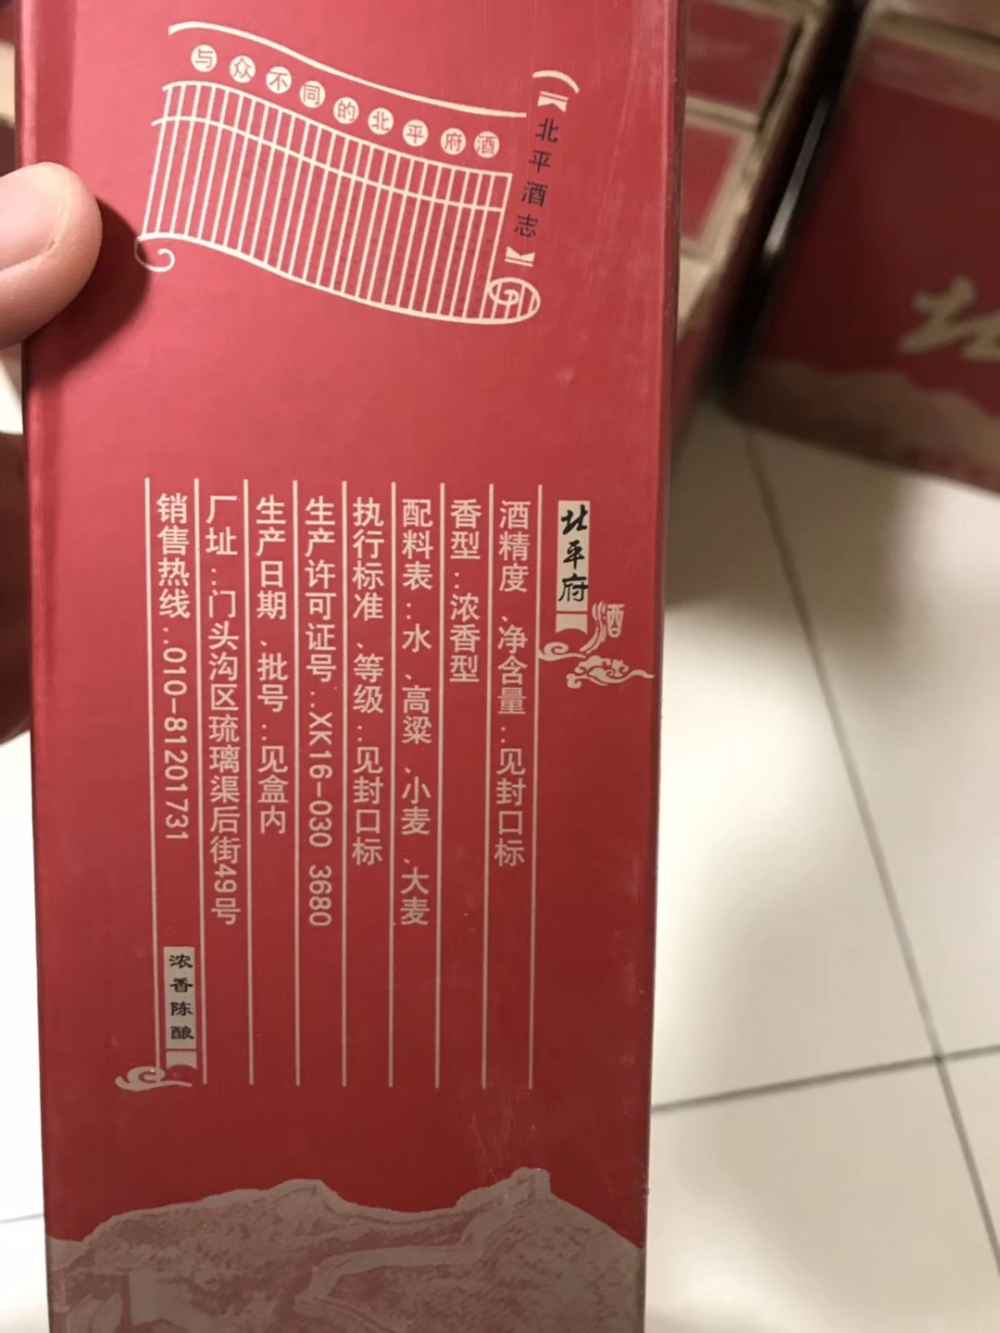 与众不同的北平府酒
北平酒志
北平府
酒
酒精度、净含量：见封口标
香型：浓香型
配料表：水、高粱、小麦、大麦
执行标准、等级：见封口标
生产许可证号：XK16-030 3680
生产日期、批号：见盒内
厂址：门头沟区琉璃渠后街49号
销售热线：010-81201731
浓香陈酿
北